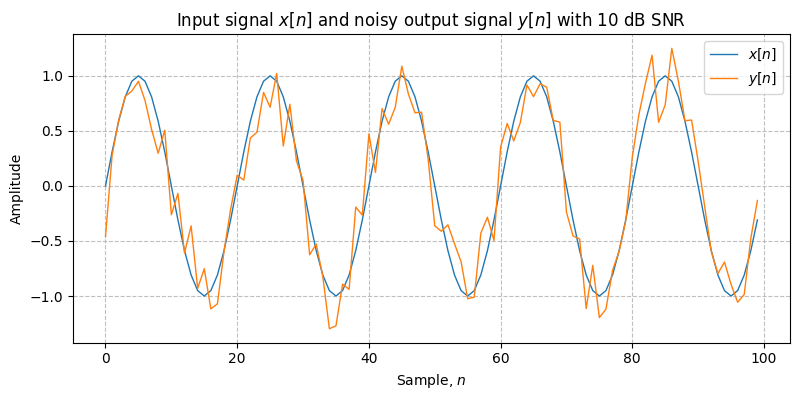 Input signal x[n] and noisy output signal y[n] with 10 dB SNR
x[n]
y[n]
1.0
0.5
0.0
−0.5
−1.0
Amplitude
0 20 40 60 80 100
Sample, n